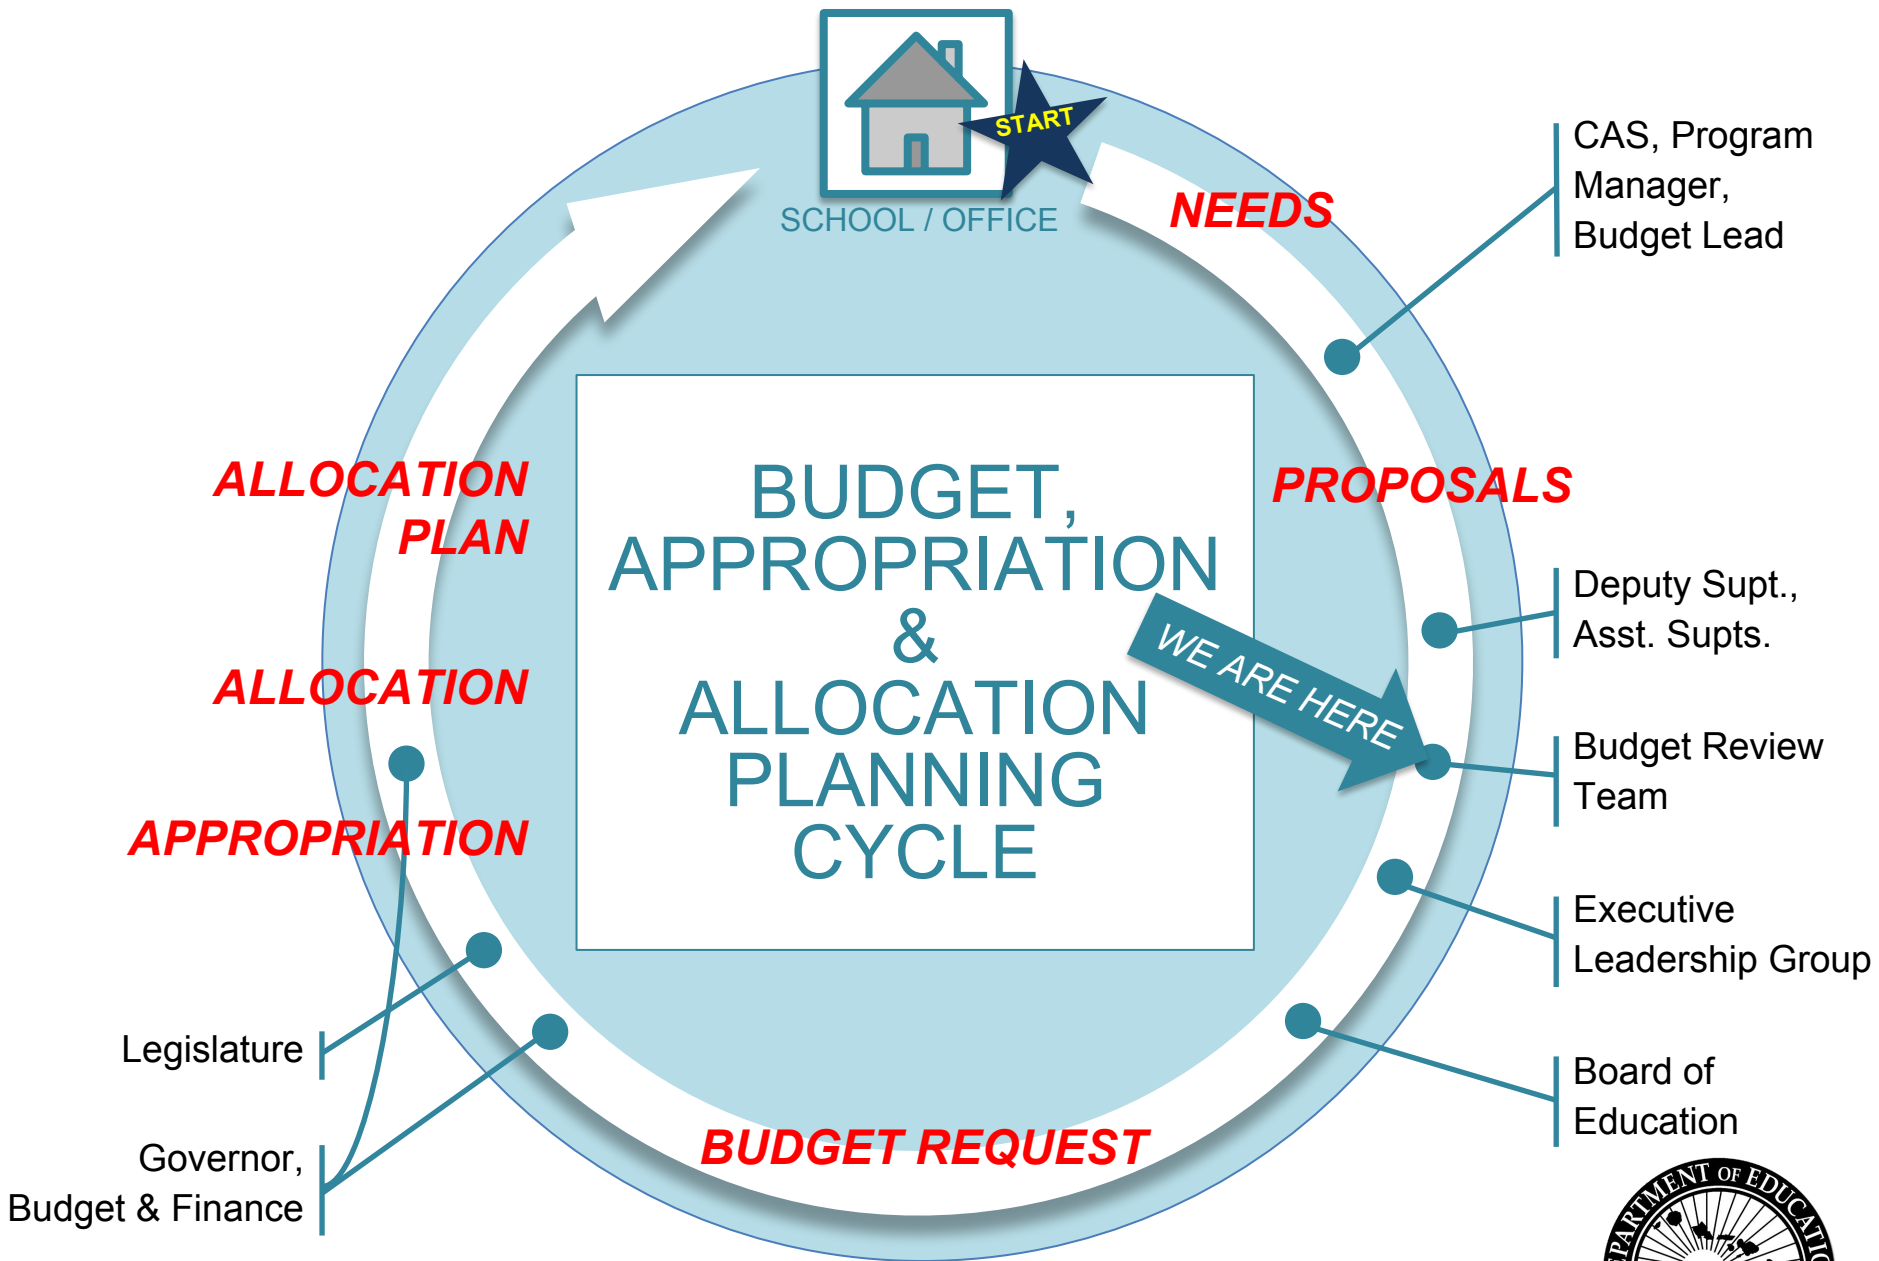 START
SCHOOL / OFFICE
NEEDS
CAS, Program
Manager,
Budget Lead
PROPOSALS
Deputy Supt.,
Asst. Supts.
WE ARE HERE
Budget Review
Team
Executive
Leadership Group
Board of
Education
BUDGET REQUEST
Governor,
Budget & Finance
Legislature
APPROPRIATION
ALLOCATION
ALLOCATION
PLAN
BUDGET,
APPROPRIATION
&
ALLOCATION
PLANNING
CYCLE